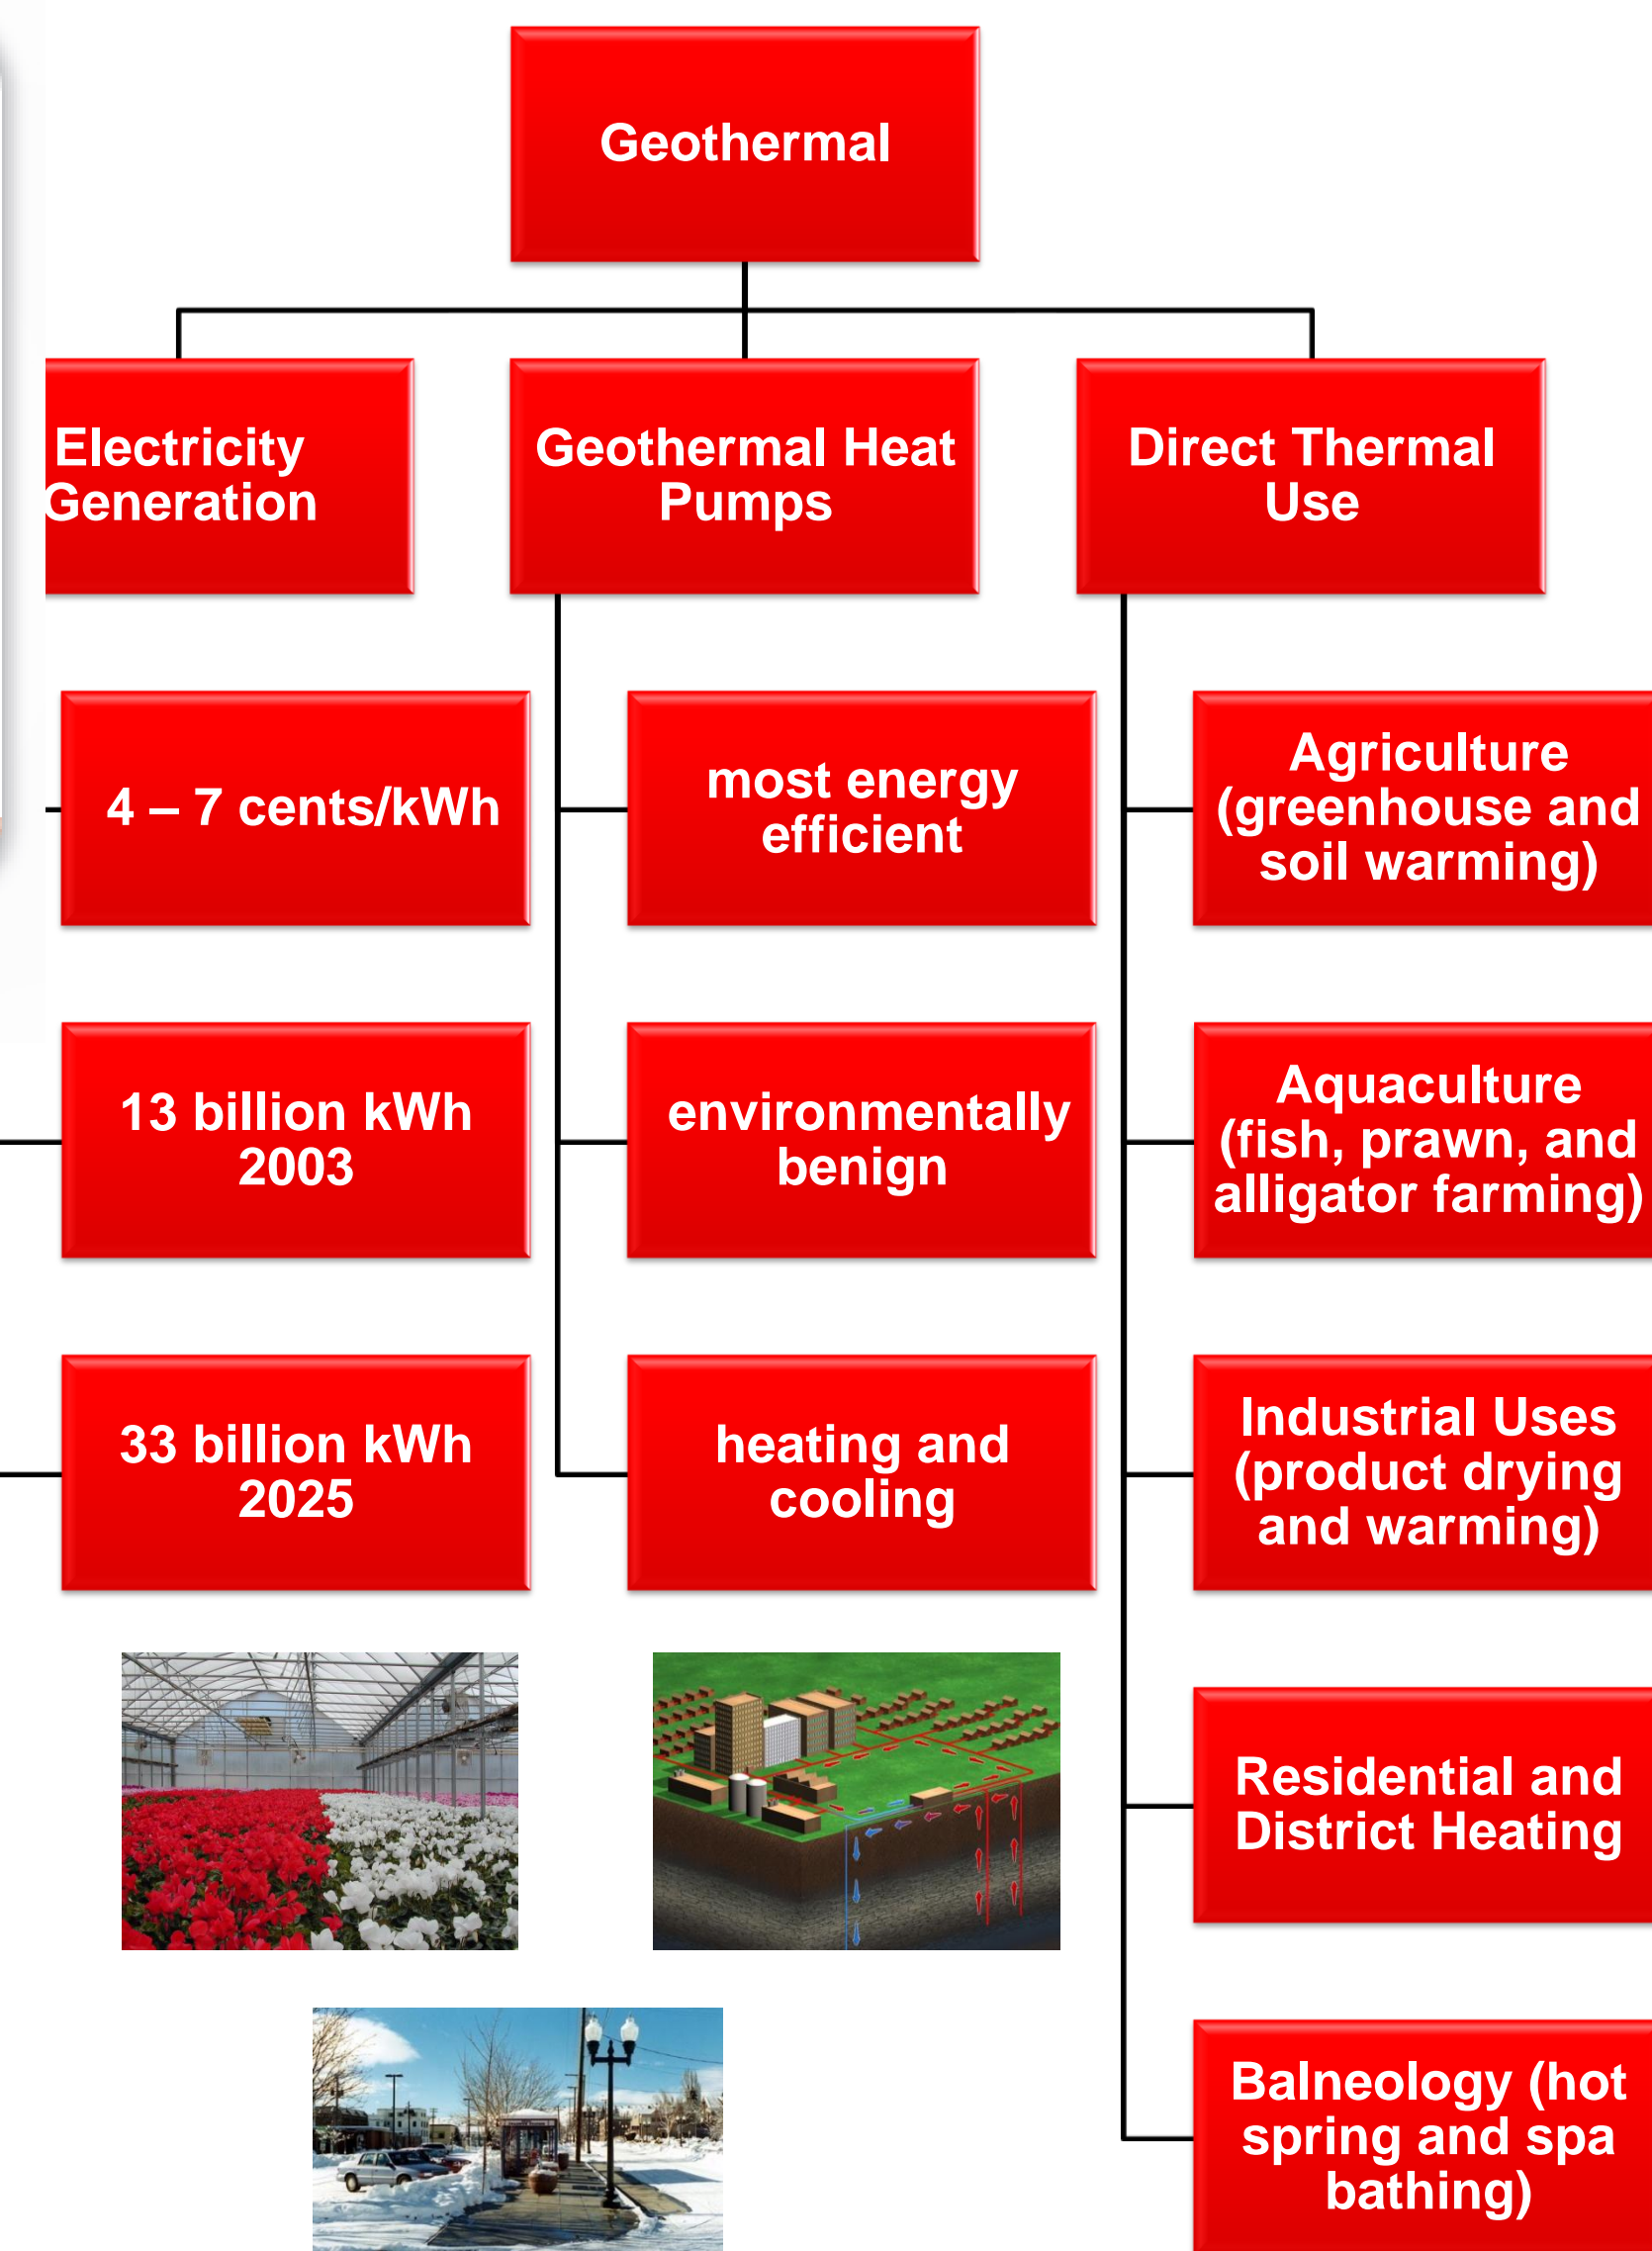 Geothermal
Electricity
Generation
Geothermal Heat
Pumps
Direct Thermal
Use
4 – 7 cents/kWh
13 billion kWh
2003
33 billion kWh
2025
most energy
efficient
environmentally
benign
heating and
cooling
Agriculture
(greenhouse and
soil warming)
Aquaculture
(fish, prawn, and
alligator farming)
Industrial Uses
(product drying
and warming)
Residential and
District Heating
Balneology (hot
spring and spa
bathing)